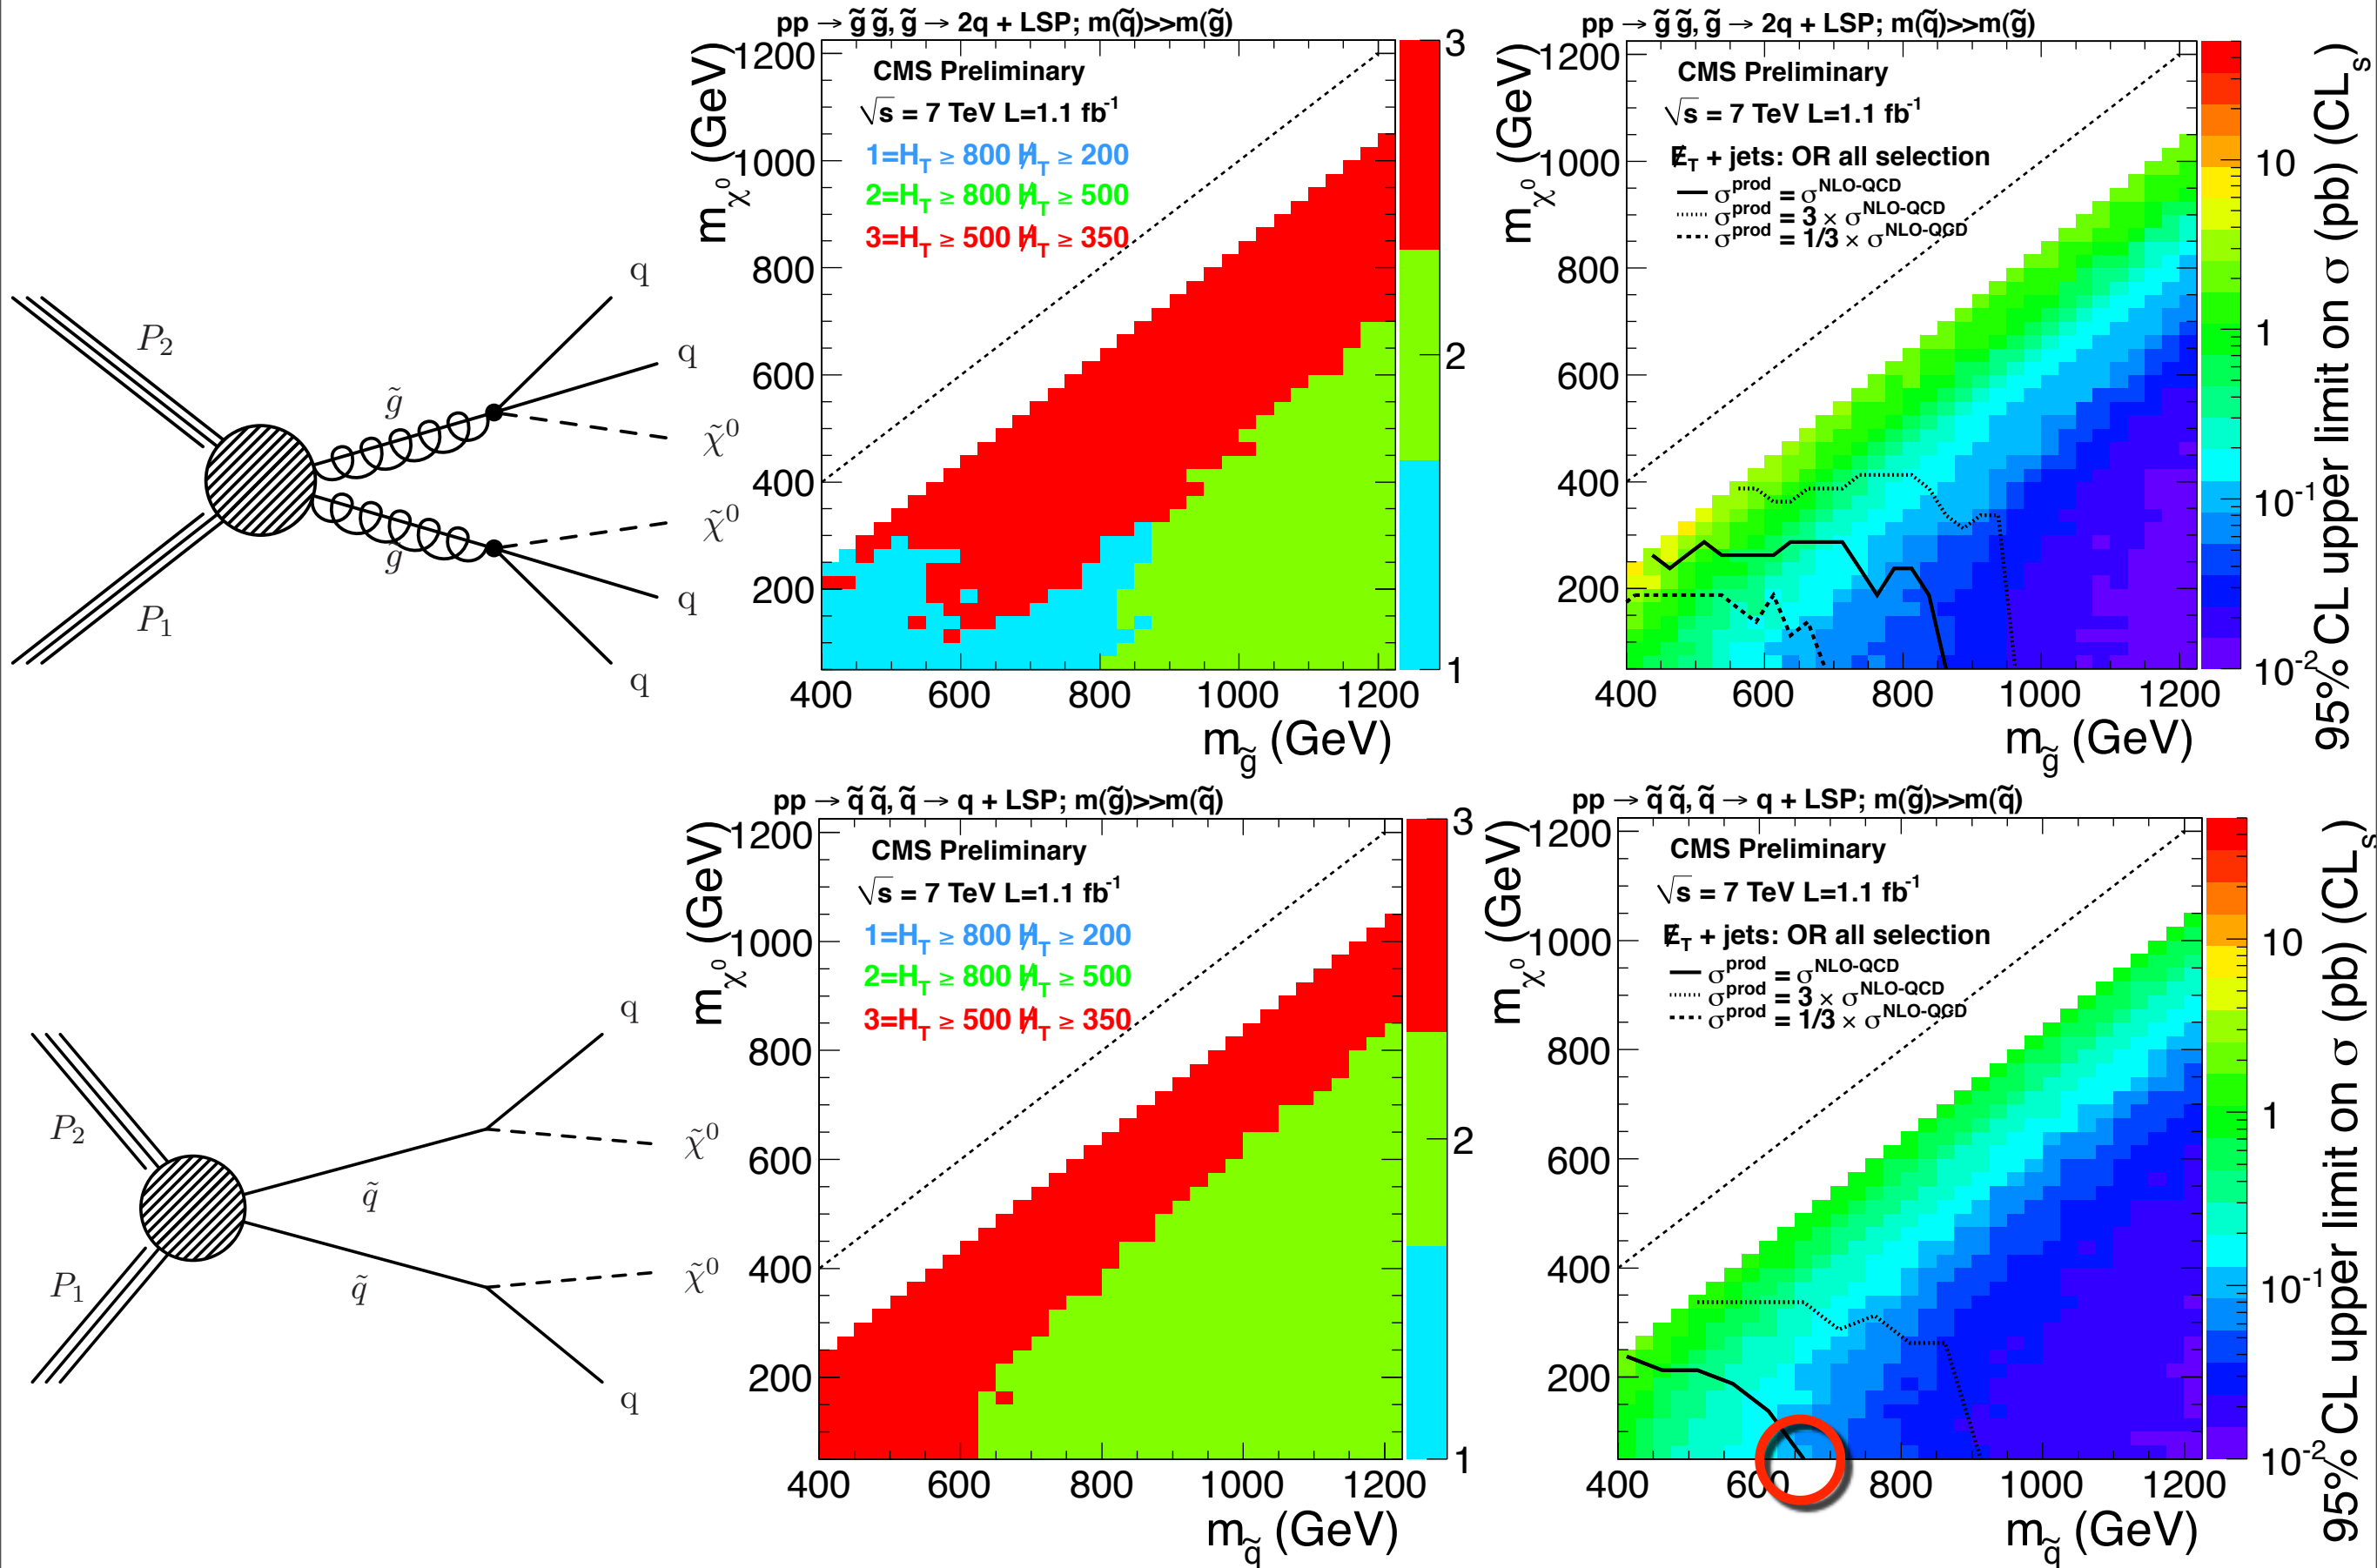 pp → g̃ g̃, g̃ → 2q + LSP; m(q̃)>>m(g̃)
CMS Preliminary
√s = 7 TeV L=1.1 fb⁻¹
1=H_T ≥ 800 H̸_T ≥ 200
2=H_T ≥ 800 H̸_T ≥ 500
3=H_T ≥ 500 H̸_T ≥ 350
m_χ⁰ (GeV)
1200
1000
800
600
400
200
400 600 800 1000 1200
m_g̃ (GeV)
3
2
1
pp → g̃ g̃, g̃ → 2q + LSP; m(q̃)>>m(g̃)
CMS Preliminary
√s = 7 TeV L=1.1 fb⁻¹
E̸_T + jets: OR all selection
σ^prod = σ^NLO-QCD
σ^prod = 3 × σ^NLO-QCD
σ^prod = 1/3 × σ^NLO-QCD
m_χ⁰ (GeV)
1200
1000
800
600
400
200
400 600 800 1000 1200
m_g̃ (GeV)
10
1
10⁻¹
10⁻²
95% CL upper limit on σ (pb) (CL_s)
P₂
P₁
g̃
g̃
q
q
χ̃⁰
χ̃⁰
q
q
pp → q̃ q̃, q̃ → q + LSP; m(g̃)>>m(q̃)
CMS Preliminary
√s = 7 TeV L=1.1 fb⁻¹
1=H_T ≥ 800 H̸_T ≥ 200
2=H_T ≥ 800 H̸_T ≥ 500
3=H_T ≥ 500 H̸_T ≥ 350
m_χ⁰ (GeV)
1200
1000
800
600
400
200
400 600 800 1000 1200
m_q̃ (GeV)
3
2
1
pp → q̃ q̃, q̃ → q + LSP; m(g̃)>>m(q̃)
CMS Preliminary
√s = 7 TeV L=1.1 fb⁻¹
E̸_T + jets: OR all selection
σ^prod = σ^NLO-QCD
σ^prod = 3 × σ^NLO-QCD
σ^prod = 1/3 × σ^NLO-QCD
m_χ⁰ (GeV)
1200
1000
800
600
400
200
400 600 800 1000 1200
m_q̃ (GeV)
10
1
10⁻¹
10⁻²
95% CL upper limit on σ (pb) (CL_s)
P₂
P₁
q̃
q̃
q
χ̃⁰
χ̃⁰
q